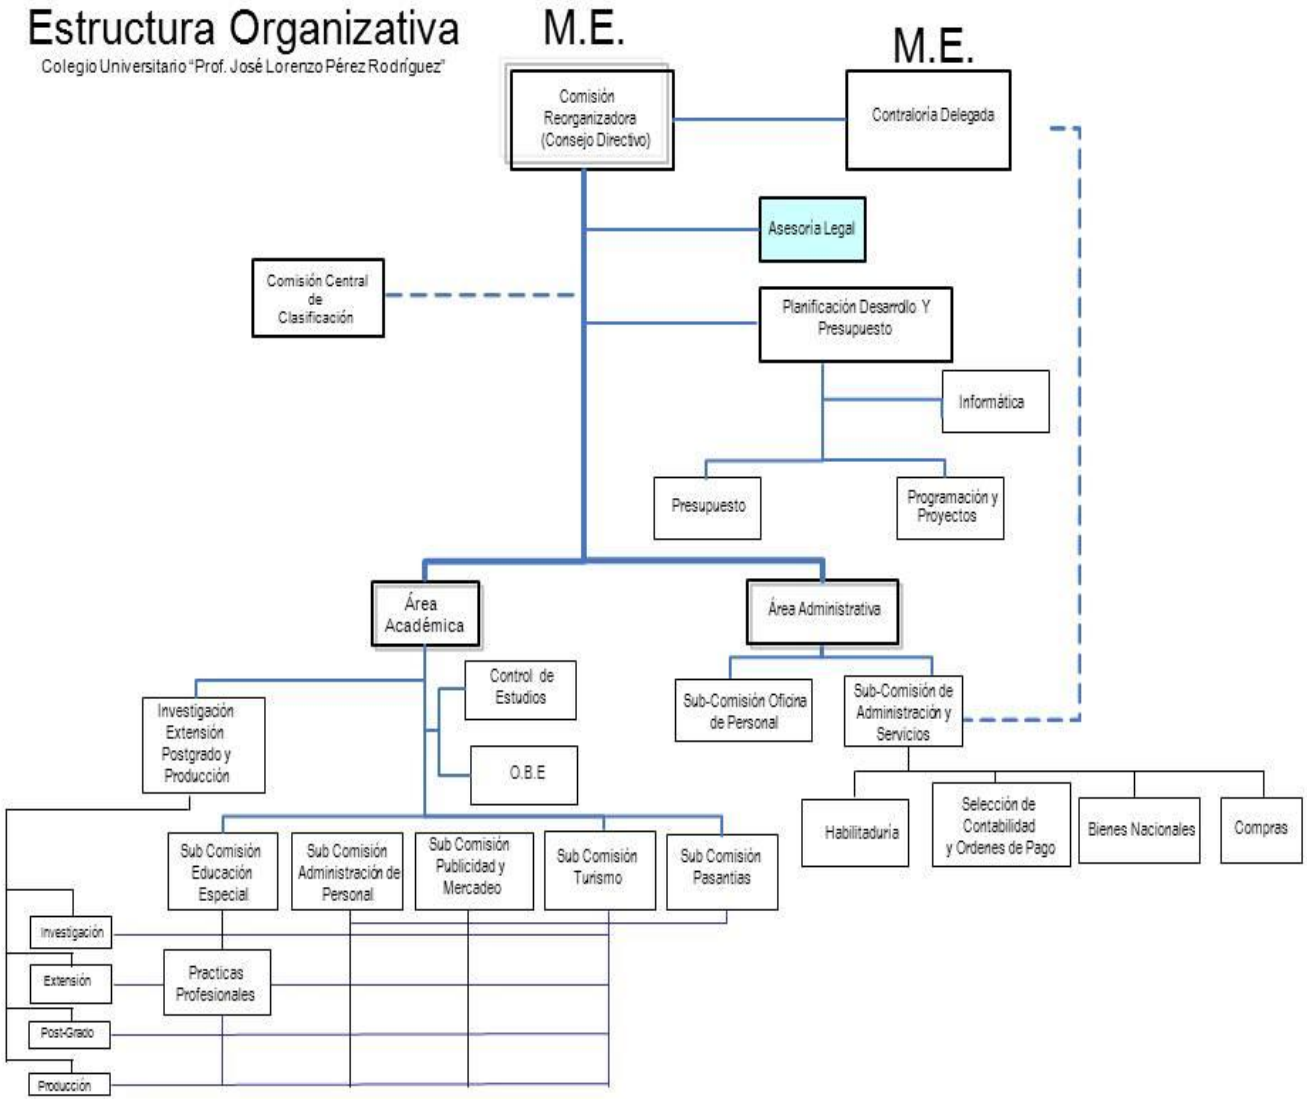 Estructura Organizativa
Colegio Universitario “Prof. José Lorenzo Pérez Rodríguez”
M.E.
M.E.
Comisión
Reorganizadora
(Consejo Directivo)
Contraloría Delegada
Asesoría Legal
Comisión Central
de
Clasificación
Planificación Desarrollo Y
Presupuesto
Informática
Presupuesto
Programación y
Proyectos
Área
Académica
Área Administrativa
Control de
Estudios
O.B.E
Investigación
Extensión
Postgrado y
Producción
Sub-Comisión Oficina
de Personal
Sub-Comisión de
Administración y
Servicios
Habilitaduría
Selección de
Contabilidad
y Ordenes de Pago
Bienes Nacionales
Compras
Sub Comisión
Educación
Especial
Sub Comisión
Administración de
Personal
Sub Comisión
Publicidad y
Mercadeo
Sub Comisión
Turismo
Sub Comisión
Pasantias
Investigación
Extensión
Practicas
Profesionales
Post-Grado
Producción